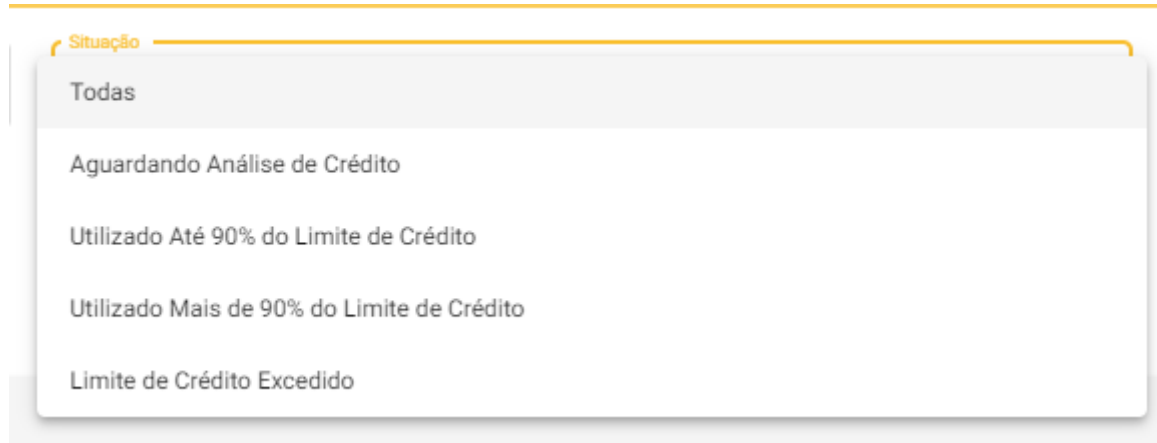 Situação
Todas
Aguardando Análise de Crédito
Utilizado Até 90% do Limite de Crédito
Utilizado Mais de 90% do Limite de Crédito
Limite de Crédito Excedido